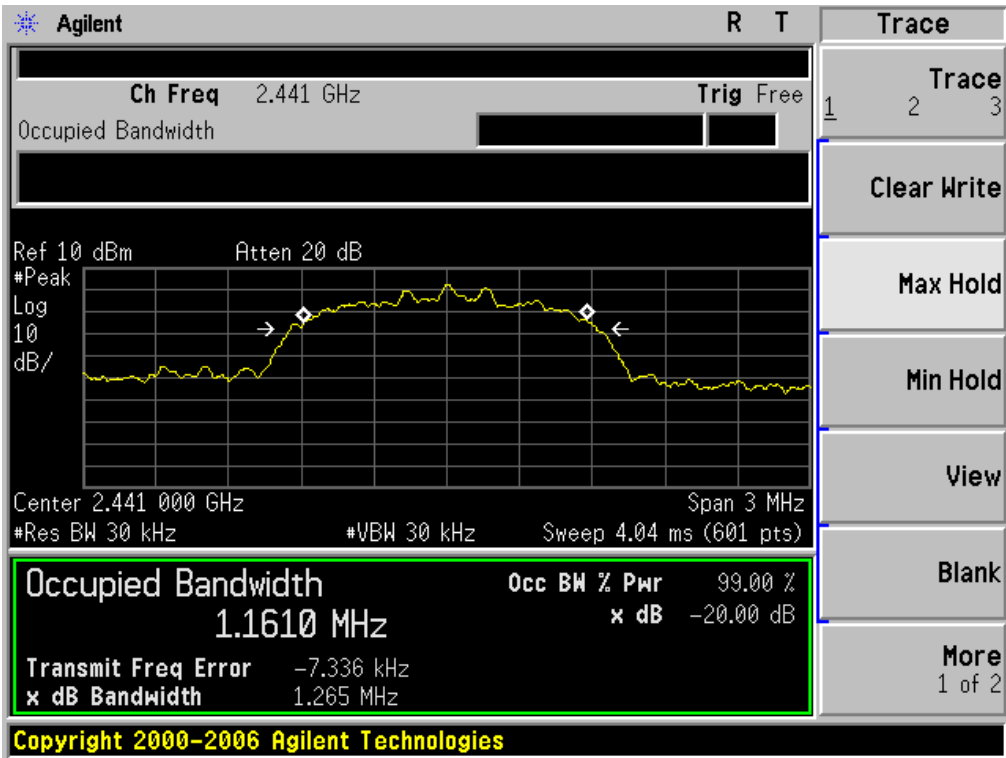 Agilent R T
Trace
Ch Freq 2.441 GHz Trig Free
Occupied Bandwidth
Ref 10 dBm Atten 20 dB
#Peak
Log
10
dB/
Center 2.441 000 GHz Span 3 MHz
#Res BW 30 kHz #VBW 30 kHz Sweep 4.04 ms (601 pts)
Occupied Bandwidth Occ BW % Pwr 99.00 %
1.1610 MHz x dB -20.00 dB
Transmit Freq Error -7.336 kHz
x dB Bandwidth 1.265 MHz
Trace
1 2 3
Clear Write
Max Hold
Min Hold
View
Blank
More
1 of 2
Copyright 2000-2006 Agilent Technologies